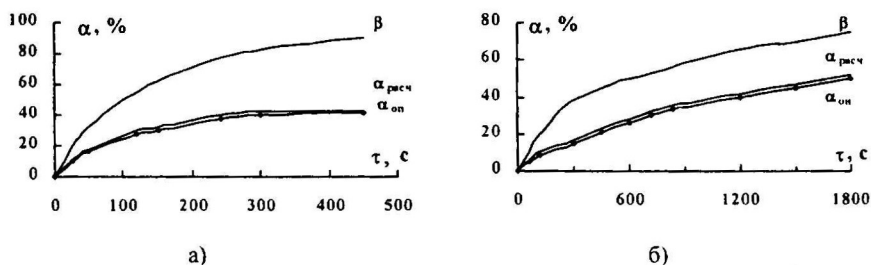 α, %
100
80
60
40
20
0
β
α расч
α оп
τ, с
0 100 200 300 400 500
а)
α, %
80
60
40
20
0
β
α расч
α он
τ, с
0 600 1200 1800
б)